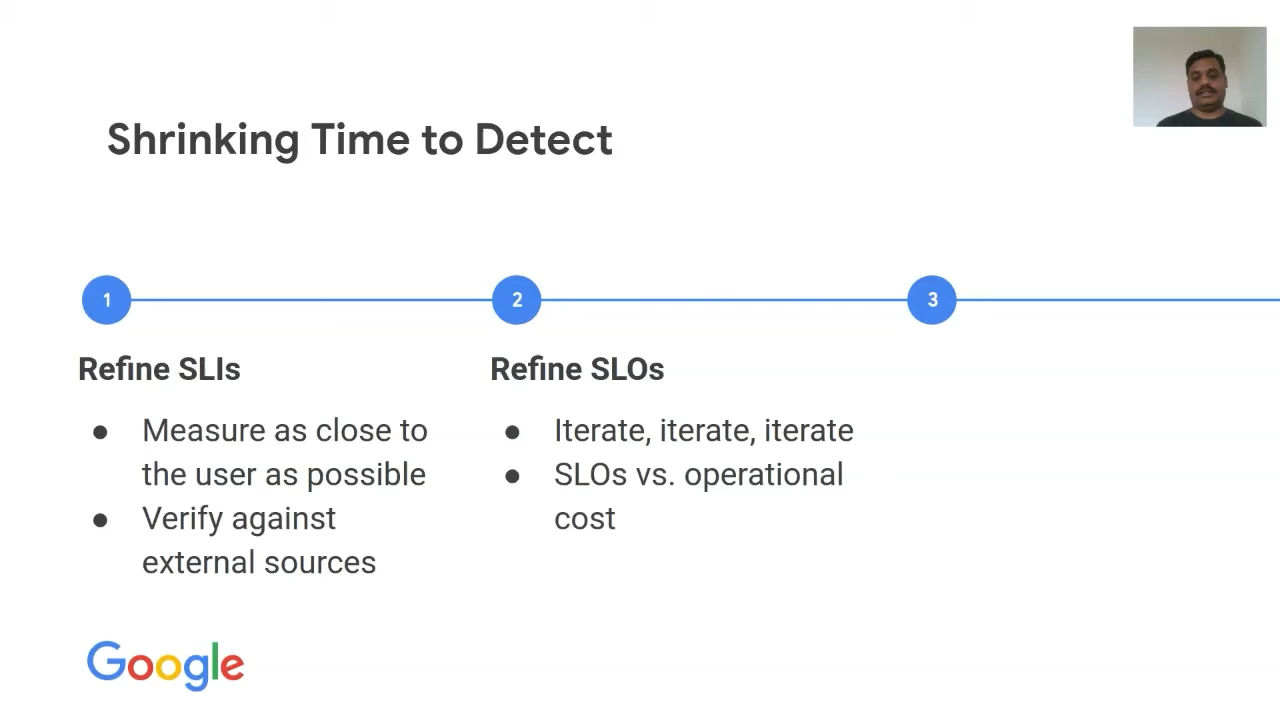 Shrinking Time to Detect
1
2
3
Refine SLIs
● Measure as close to
the user as possible
● Verify against
external sources
Refine SLOs
● Iterate, iterate, iterate
● SLOs vs. operational
cost
Google